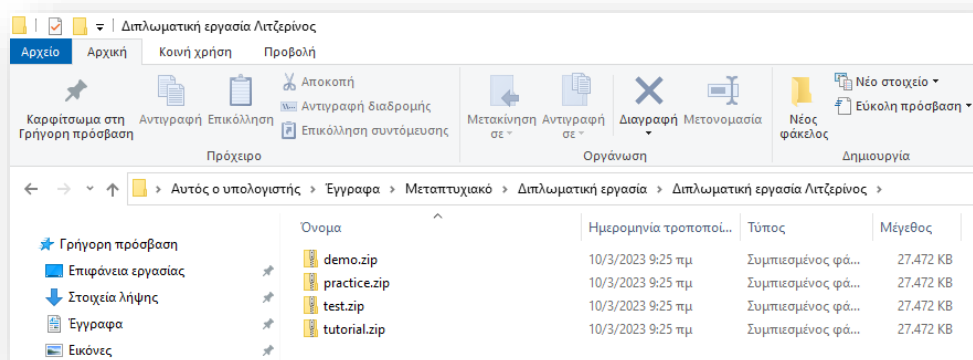 Διπλωματική εργασία Λιτζερίνος
Αρχείο Αρχική Κοινή χρήση Προβολή
Καρφίτσωμα στη Γρήγορη πρόσβαση
Αντιγραφή
Επικόλληση
Αποκοπή
Αντιγραφή διαδρομής
Επικόλληση συντόμευσης
Πρόχειρο
Μετακίνηση σε
Αντιγραφή σε
Διαγραφή
Μετονομασία
Οργάνωση
Νέος φάκελος
Νέο στοιχείο
Εύκολη πρόσβαση
Δημιουργία
Αυτός ο υπολογιστής > Έγγραφα > Μεταπτυχιακό > Διπλωματική εργασία > Διπλωματική εργασία Λιτζερίνος >
Γρήγορη πρόσβαση
Επιφάνεια εργασίας
Στοιχεία λήψης
Έγγραφα
Εικόνες
Όνομα Ημερομηνία τροποποί... Τύπος Μέγεθος
demo.zip 10/3/2023 9:25 πμ Συμπιεσμένος φά... 27.472 KB
practice.zip 10/3/2023 9:25 πμ Συμπιεσμένος φά... 27.472 KB
test.zip 10/3/2023 9:25 πμ Συμπιεσμένος φά... 27.472 KB
tutorial.zip 10/3/2023 9:25 πμ Συμπιεσμένος φά... 27.472 KB